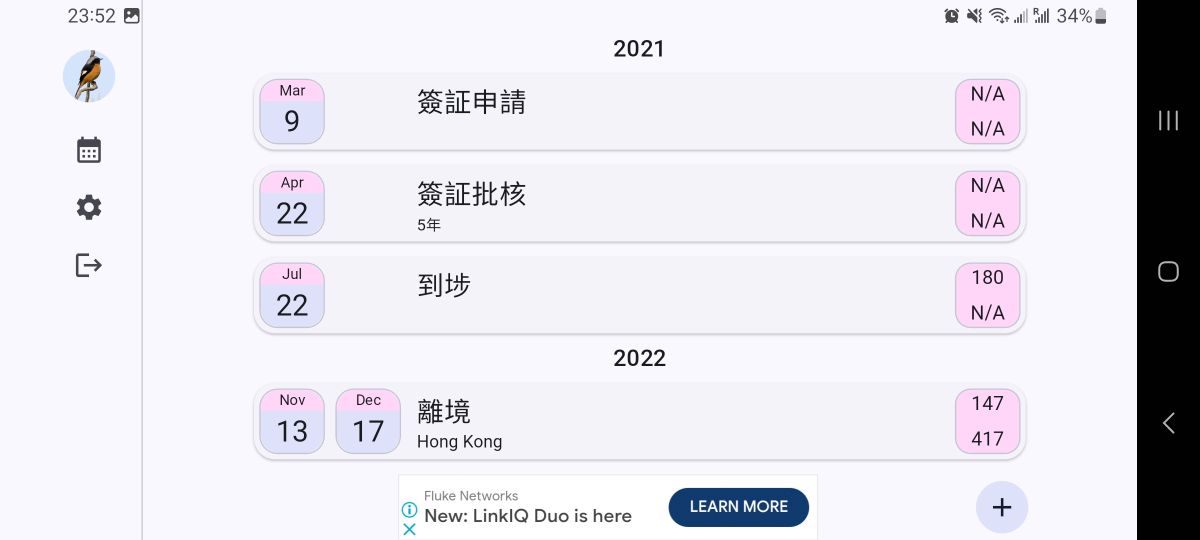 23:52
R
34%
2021
Mar
9
簽証申請
N/A
N/A
Apr
22
簽証批核
5年
N/A
N/A
Jul
22
到埗
180
N/A
2022
Nov
13
Dec
17
離境
Hong Kong
147
417
Fluke Networks
New: LinkIQ Duo is here
LEARN MORE